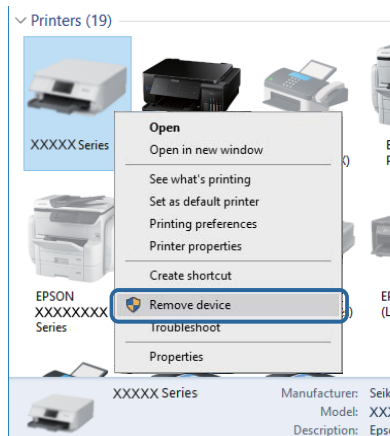 Printers (19)
XXXXX Series
Open
Open in new window
See what's printing
Set as default printer
Printing preferences
Printer properties
Create shortcut
Remove device
Troubleshoot
Properties
EPSON
XXXXXXXX
Series
XXXXX Series
Manufacturer:
Model:
Description: